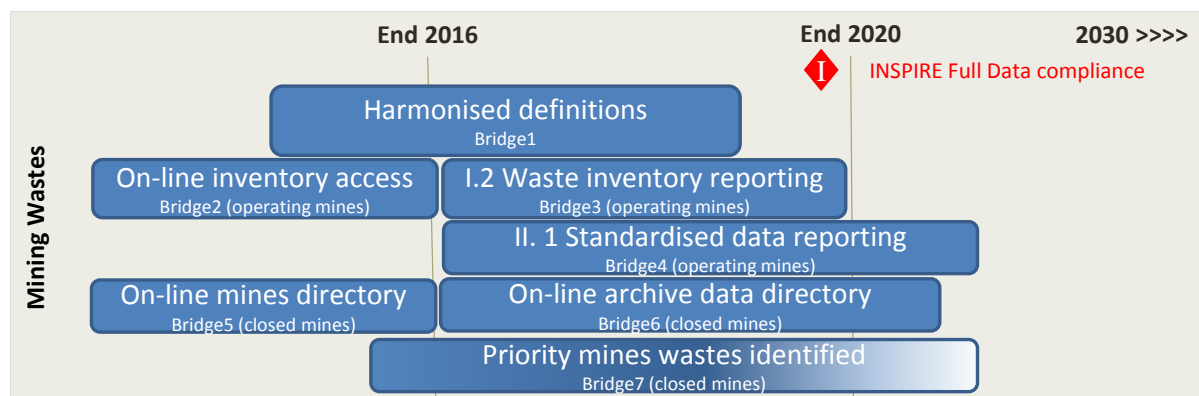 End 2016
End 2020
2030 >>>>
I
INSPIRE Full Data compliance
Mining Wastes
Harmonised definitions
Bridge1
On-line inventory access
Bridge2 (operating mines)
I.2 Waste inventory reporting
Bridge3 (operating mines)
II. 1 Standardised data reporting
Bridge4 (operating mines)
On-line mines directory
Bridge5 (closed mines)
On-line archive data directory
Bridge6 (closed mines)
Priority mines wastes identified
Bridge7 (closed mines)